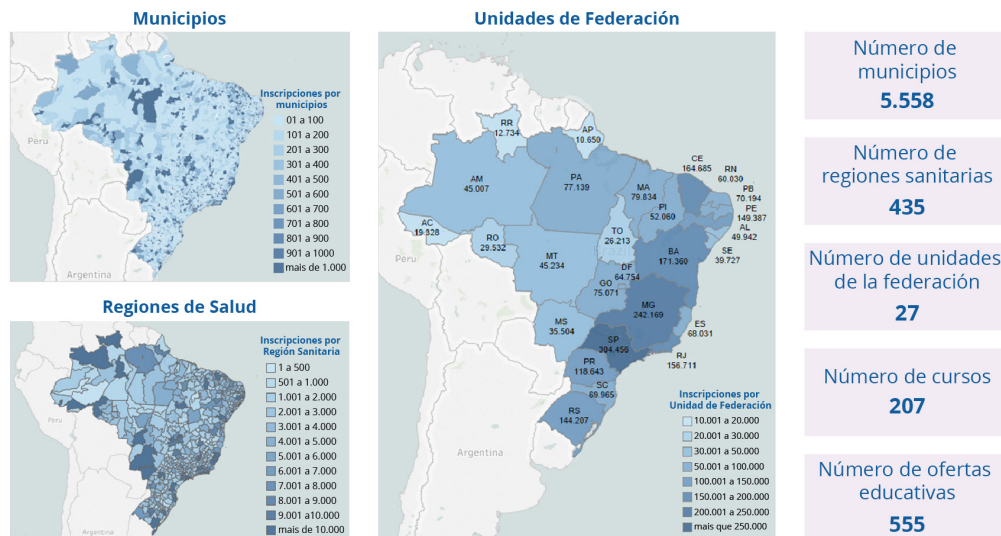 Municipios
Inscripciones por
municipios
01 a 100
101 a 200
201 a 300
301 a 400
401 a 500
501 a 600
601 a 700
701 a 800
801 a 900
901 a 1000
mais de 1.000
Peru
Argentina
Regiones de Salud
Inscripciones por
Región Sanitaria
1 a 500
501 a 1.000
1.001 a 2.000
2.001 a 3.000
3.001 a 4.000
4.001 a 5.000
5.001 a 6.000
6.001 a 7.000
7.001 a 8.000
8.001 a 9.000
9.001 a10.000
mais de 10.000
Peru
Argentina
Unidades de Federación
RR
12.734
AP
10.650
AM
45.007
PA
77.139
MA
79.834
CE
164.685
RN
60.030
PB
70.194
PE
149.387
AL
49.942
SE
39.727
PI
52.060
AC
19.828
RO
29.532
TO
26.213
MT
45.234
BA
171.360
DF
64.754
GO
75.071
MG
242.169
ES
68.031
MS
35.504
SP
304.456
RJ
156.711
PR
118.643
SC
69.965
RS
144.207
Peru
Argentina
Inscripciones por
Unidad de Federación
10.001 a 20.000
20.001 a 30.000
30.001 a 50.000
50.001 a 100.000
100.001 a 150.000
150.001 a 200.000
200.001 a 250.000
mais que 250.000
Número de
municipios
5.558
Número de
regiones sanitarias
435
Número de unidades
de la federación
27
Número de cursos
207
Número de ofertas
educativas
555